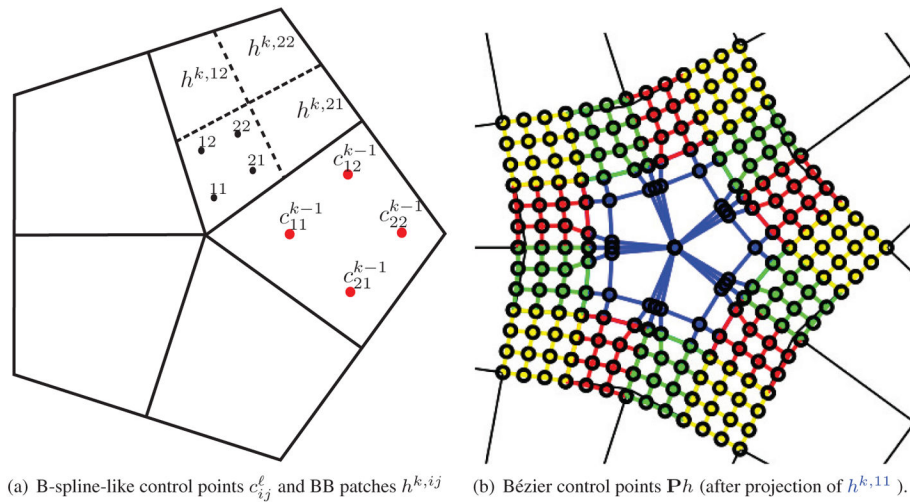 h^{k,22}
h^{k,12}
h^{k,21}
22
12
21
11
c_{12}^{k-1}
c_{11}^{k-1}
c_{22}^{k-1}
c_{21}^{k-1}
(a) B-spline-like control points c_{ij}^{ℓ} and BB patches h^{k,ij}
(b) Bézier control points Ph (after projection of h^{k,11} ).